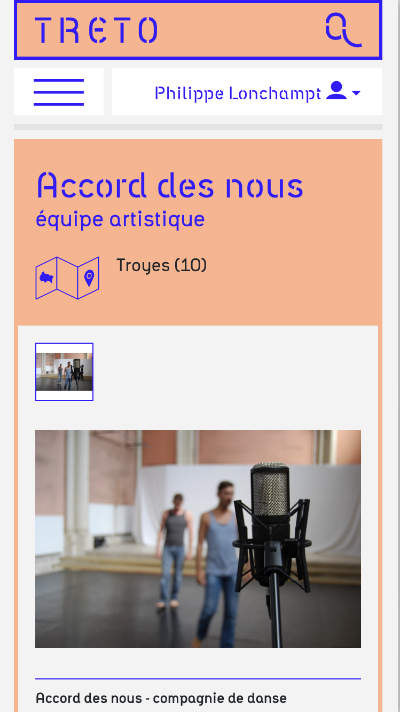 TRETO
Philippe Lonchampt
Accord des nous
équipe artistique
Troyes (10)
Accord des nous - compagnie de danse